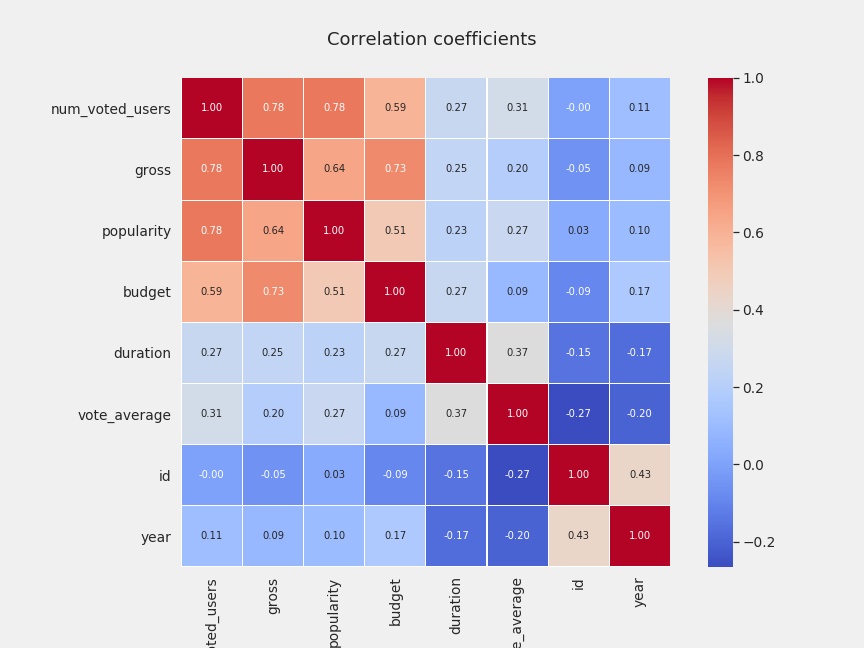 Correlation coefficients
num_voted_users 1.00 0.78 0.78 0.59 0.27 0.31 -0.00 0.11
gross 0.78 1.00 0.64 0.73 0.25 0.20 -0.05 0.09
popularity 0.78 0.64 1.00 0.51 0.23 0.27 0.03 0.10
budget 0.59 0.73 0.51 1.00 0.27 0.09 -0.09 0.17
duration 0.27 0.25 0.23 0.27 1.00 0.37 -0.15 -0.17
vote_average 0.31 0.20 0.27 0.09 0.37 1.00 -0.27 -0.20
id -0.00 -0.05 0.03 -0.09 -0.15 -0.27 1.00 0.43
year 0.11 0.09 0.10 0.17 -0.17 -0.20 0.43 1.00
oted_users
gross
popularity
budget
duration
e_average
id
year
1.0
0.8
0.6
0.4
0.2
0.0
−0.2